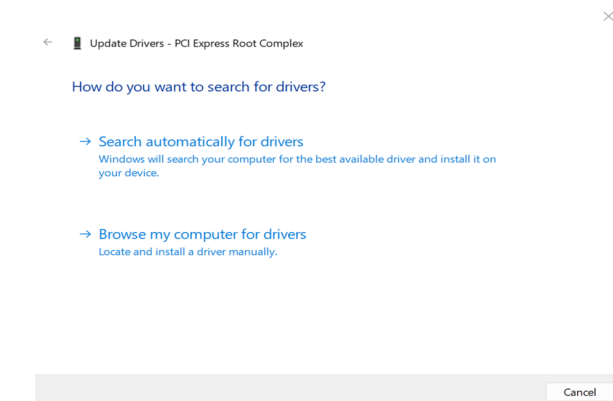 Update Drivers - PCI Express Root Complex
How do you want to search for drivers?
Search automatically for drivers
Windows will search your computer for the best available driver and install it on
your device.
Browse my computer for drivers
Locate and install a driver manually.
Cancel